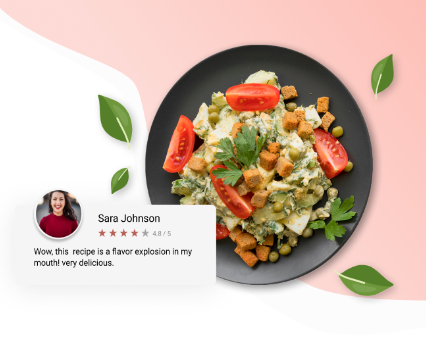 Sara Johnson
4.8 / 5
Wow, this recipe is a flavor explosion in my
mouth! very delicious.